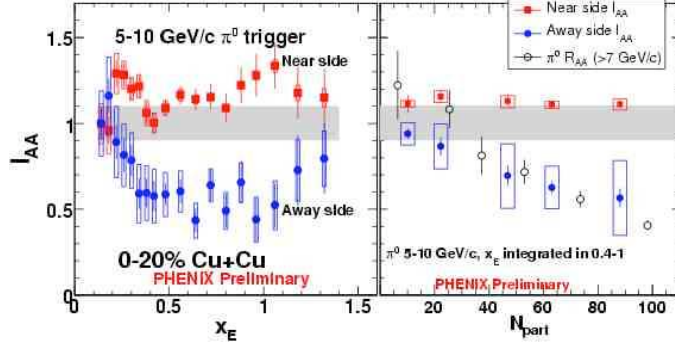 5-10 GeV/c π⁰ trigger
Near side
Away side
0-20% Cu+Cu
PHENIX Preliminary
I_AA
1.5
1
0.5
0
0 0.5 1 1.5
x_E
Near side I_AA
Away side I_AA
π⁰ R_AA (>7 GeV/c)
π⁰ 5-10 GeV/c, x_E integrated in 0.4-1
PHENIX Preliminary
20 40 60 80 100
N_part